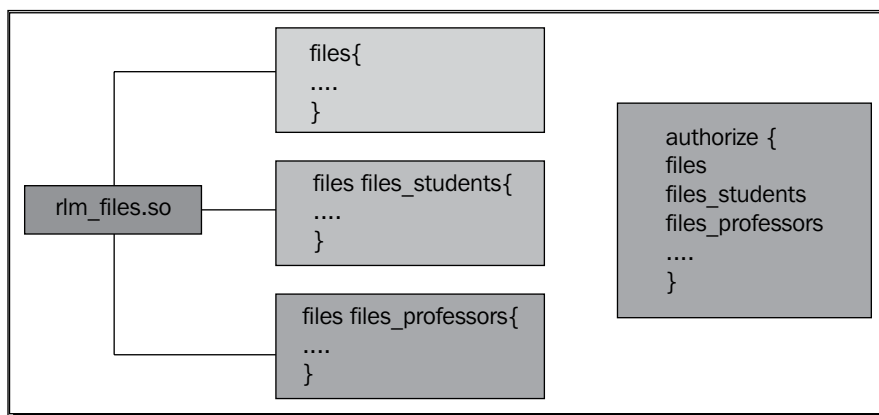 rlm_files.so
files{
....
}
files files_students{
....
}
files files_professors{
....
}
authorize {
files
files_students
files_professors
....
}